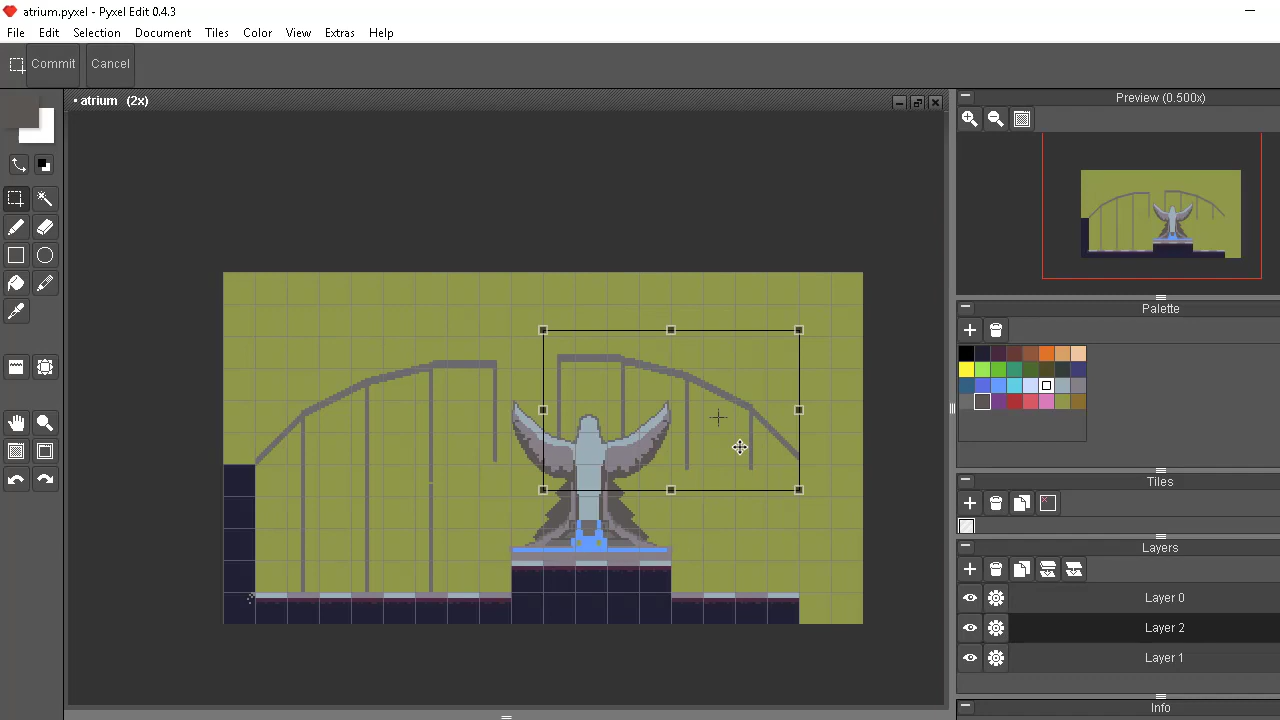 atrium.pyxel - Pyxel Edit 0.4.3
File Edit Selection Document Tiles Color View Extras Help
Commit Cancel
• atrium (2x)
Preview (0.500x)
Palette
Tiles
Layers
Layer 0
Layer 2
Layer 1
Info